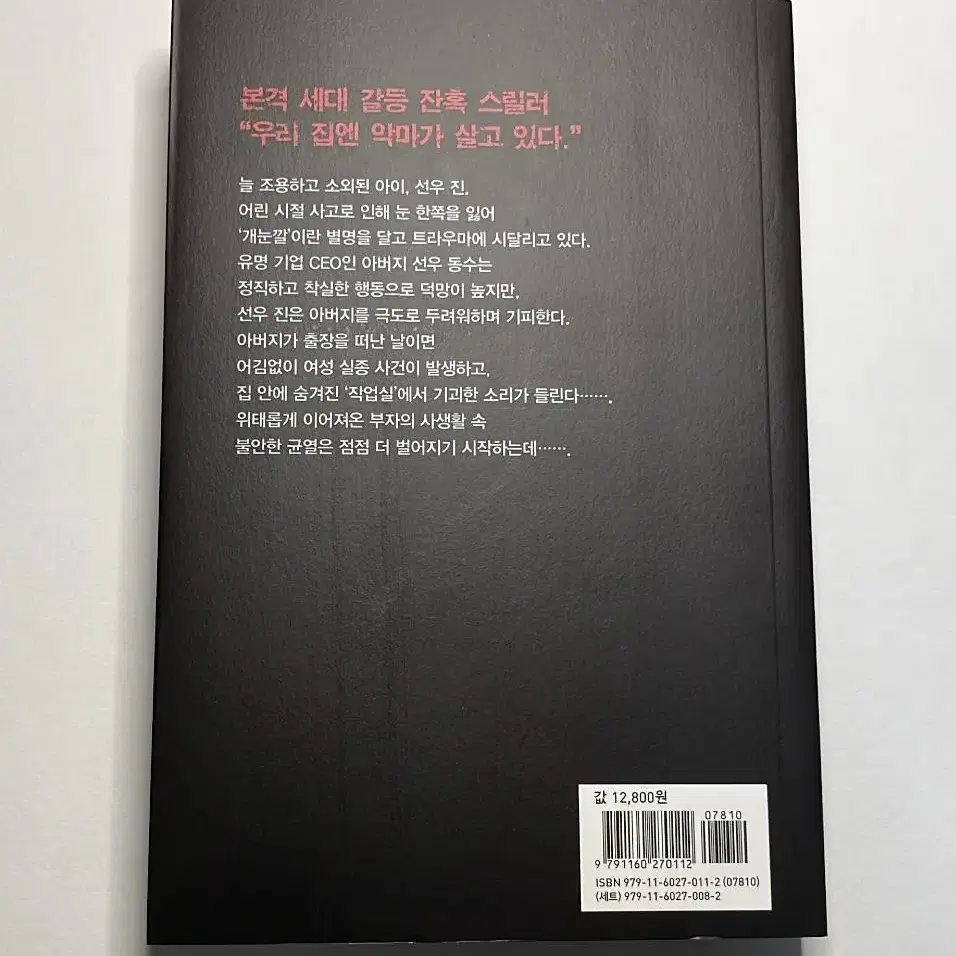 본격 세대 갈등 잔혹 스릴러
“우리 집엔 악마가 살고 있다.”
늘 조용하고 소외된 아이, 선우 진.
어린 시절 사고로 인해 눈 한쪽을 잃어
‘개눈깔’이란 별명을 달고 트라우마에 시달리고 있다.
유명 기업 CEO인 아버지 선우 동수는
정직하고 착실한 행동으로 덕망이 높지만,
선우 진은 아버지를 극도로 두려워하며 기피한다.
아버지가 출장을 떠난 날이면
어김없이 여성 실종 사건이 발생하고,
집 안에 숨겨진 ‘작업실’에서 기괴한 소리가 들린다…….
위태롭게 이어져온 부자의 사생활 속
불안한 균열은 점점 더 벌어지기 시작하는데…….
값 12,800원
07810
9 791160 270112
ISBN 979-11-6027-011-2 (07810)
(세트) 979-11-6027-008-2